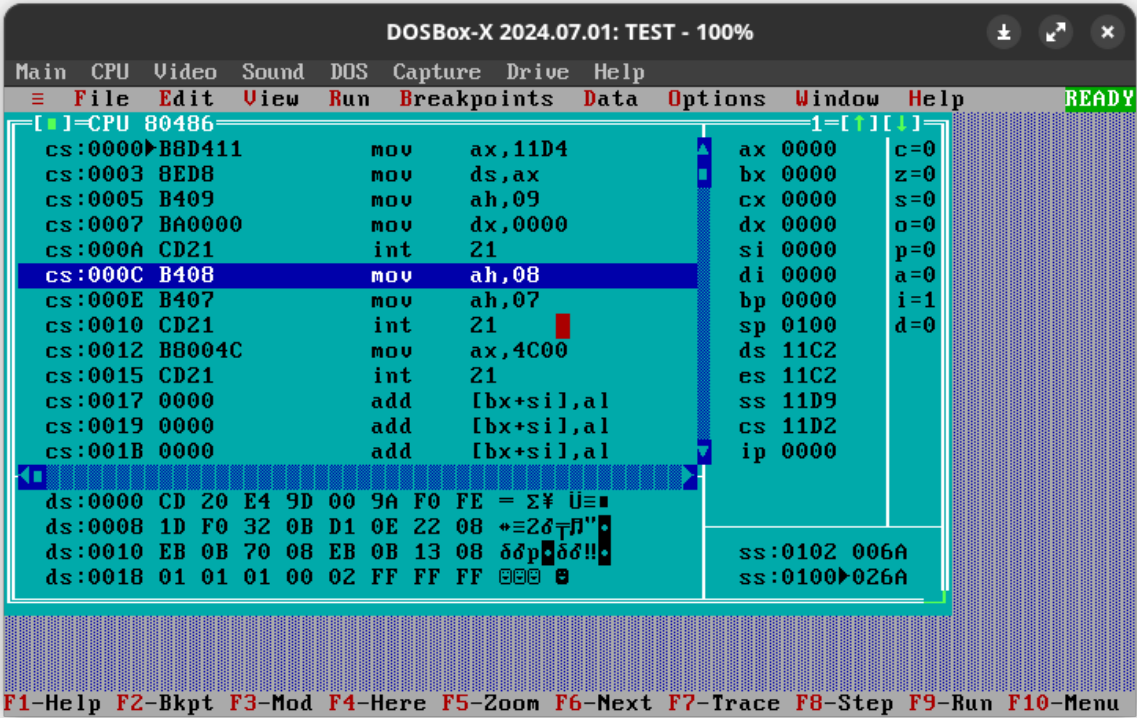 DOSBox-X 2024.07.01: TEST - 100%
Main CPU Video Sound DOS Capture Drive Help
≡ File Edit View Run Breakpoints Data Options Window Help READY
[■]=CPU 80486 1=[↑][↓]
cs:0000►B8D411 mov ax,11D4 ax 0000 c=0
cs:0003 8ED8 mov ds,ax bx 0000 z=0
cs:0005 B409 mov ah,09 cx 0000 s=0
cs:0007 BA0000 mov dx,0000 dx 0000 o=0
cs:000A CD21 int 21 si 0000 p=0
cs:000C B408 mov ah,08 di 0000 a=0
cs:000E B407 mov ah,07 bp 0000 i=1
cs:0010 CD21 int 21 sp 0100 d=0
cs:0012 B8004C mov ax,4C00 ds 11C2
cs:0015 CD21 int 21 es 11C2
cs:0017 0000 add [bx+si],al ss 11D9
cs:0019 0000 add [bx+si],al cs 11D2
cs:001B 0000 add [bx+si],al ip 0000
ds:0000 CD 20 E4 9D 00 9A F0 FE = Σ¥ Ü≡■
ds:0008 1D F0 32 0B D1 0E 22 08 ↔≡2♂╤♫"◘
ds:0010 EB 0B 70 08 EB 0B 13 08 δ♂p◘δ♂‼◘ ss:0102 006A
ds:0018 01 01 01 00 02 FF FF FF ☺☺☺ ☻ ss:0100►026A
F1-Help F2-Bkpt F3-Mod F4-Here F5-Zoom F6-Next F7-Trace F8-Step F9-Run F10-Menu